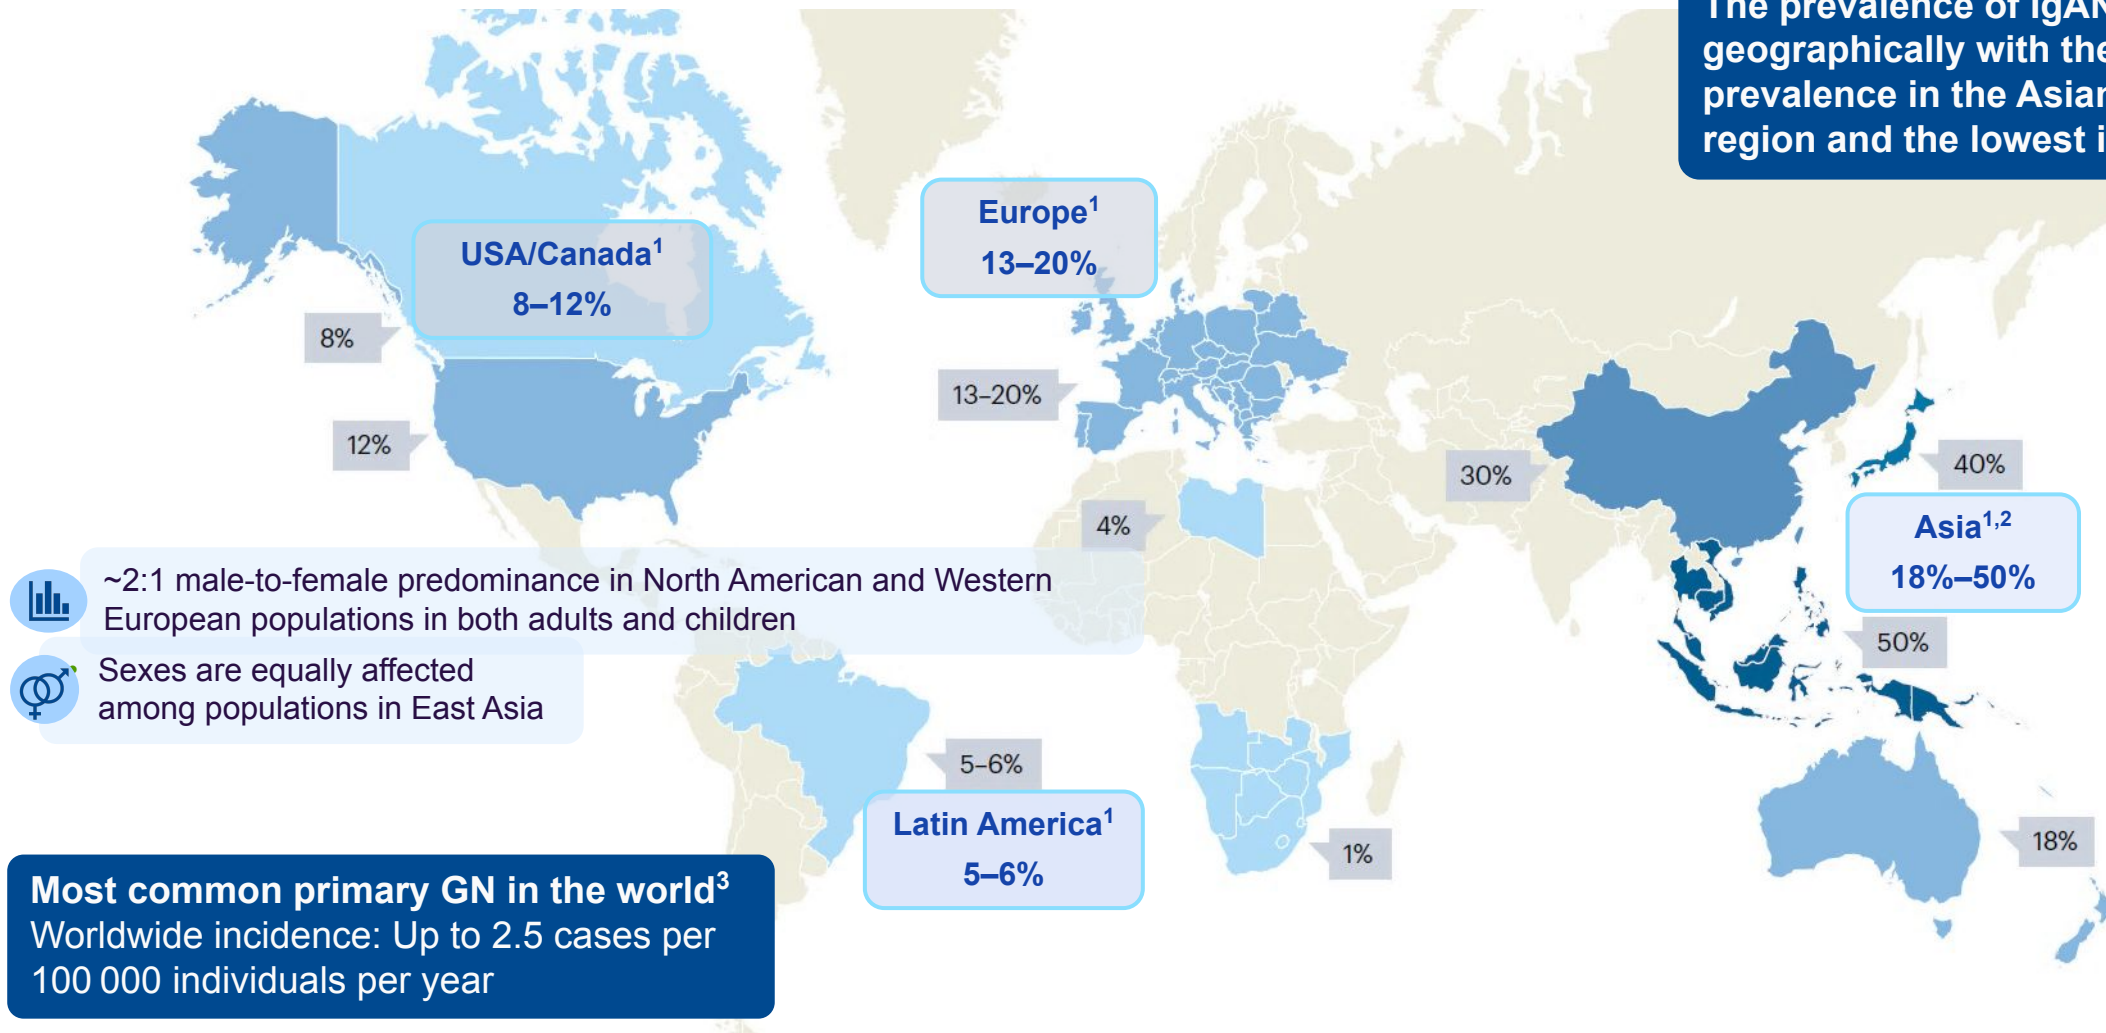 The prevalence of IgAN
geographically with the
prevalence in the Asian
region and the lowest i
USA/Canada¹
8–12%
Europe¹
13–20%
8%
12%
13–20%
30%
40%
4%
Asia¹,²
18%–50%
50%
~2:1 male-to-female predominance in North American and Western
European populations in both adults and children
Sexes are equally affected
among populations in East Asia
5–6%
Latin America¹
5–6%
1%
18%
Most common primary GN in the world³
Worldwide incidence: Up to 2.5 cases per
100 000 individuals per year